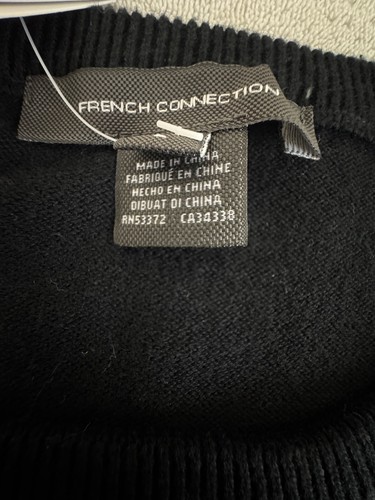 FRENCH CONNECTION
MADE IN CHINA
FABRIQUÉ EN CHINE
HECHO EN CHINA
DIBUAT DI CHINA
RN53372 CA34338